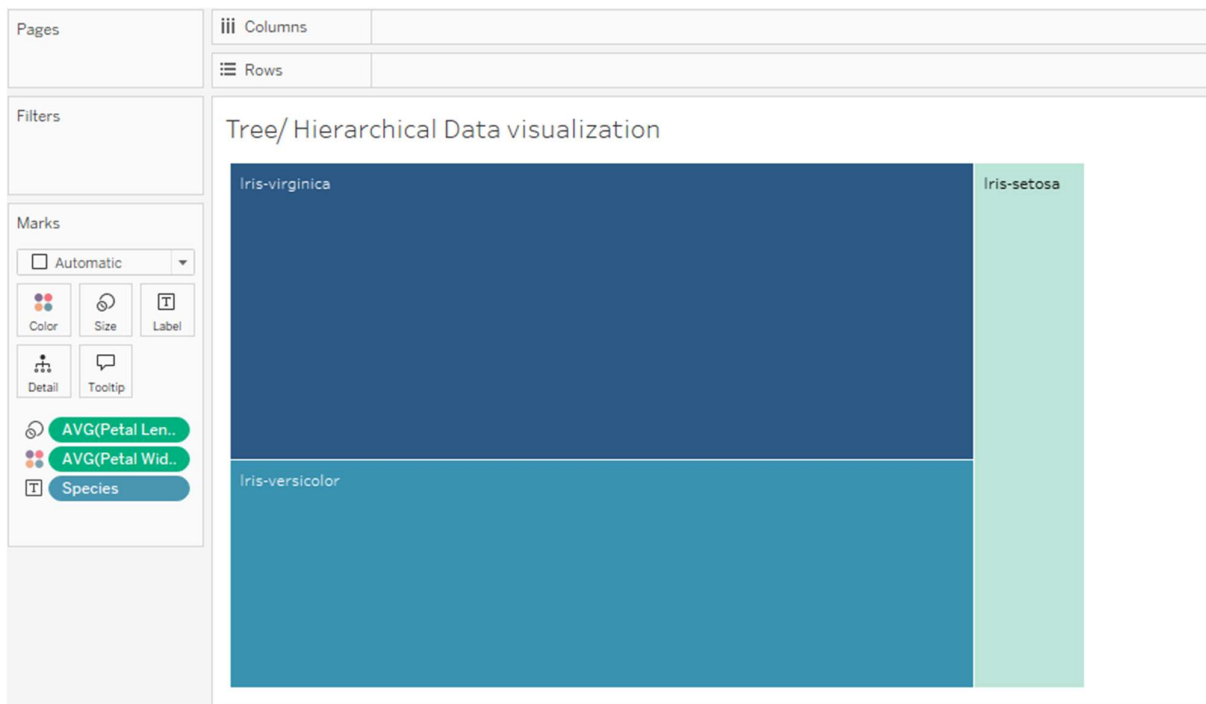 Pages
Columns
Rows
Filters
Tree/ Hierarchical Data visualization
Iris-virginica
Iris-setosa
Iris-versicolor
Marks
Automatic
Color
Size
Label
Detail
Tooltip
AVG(Petal Len..
AVG(Petal Wid..
Species